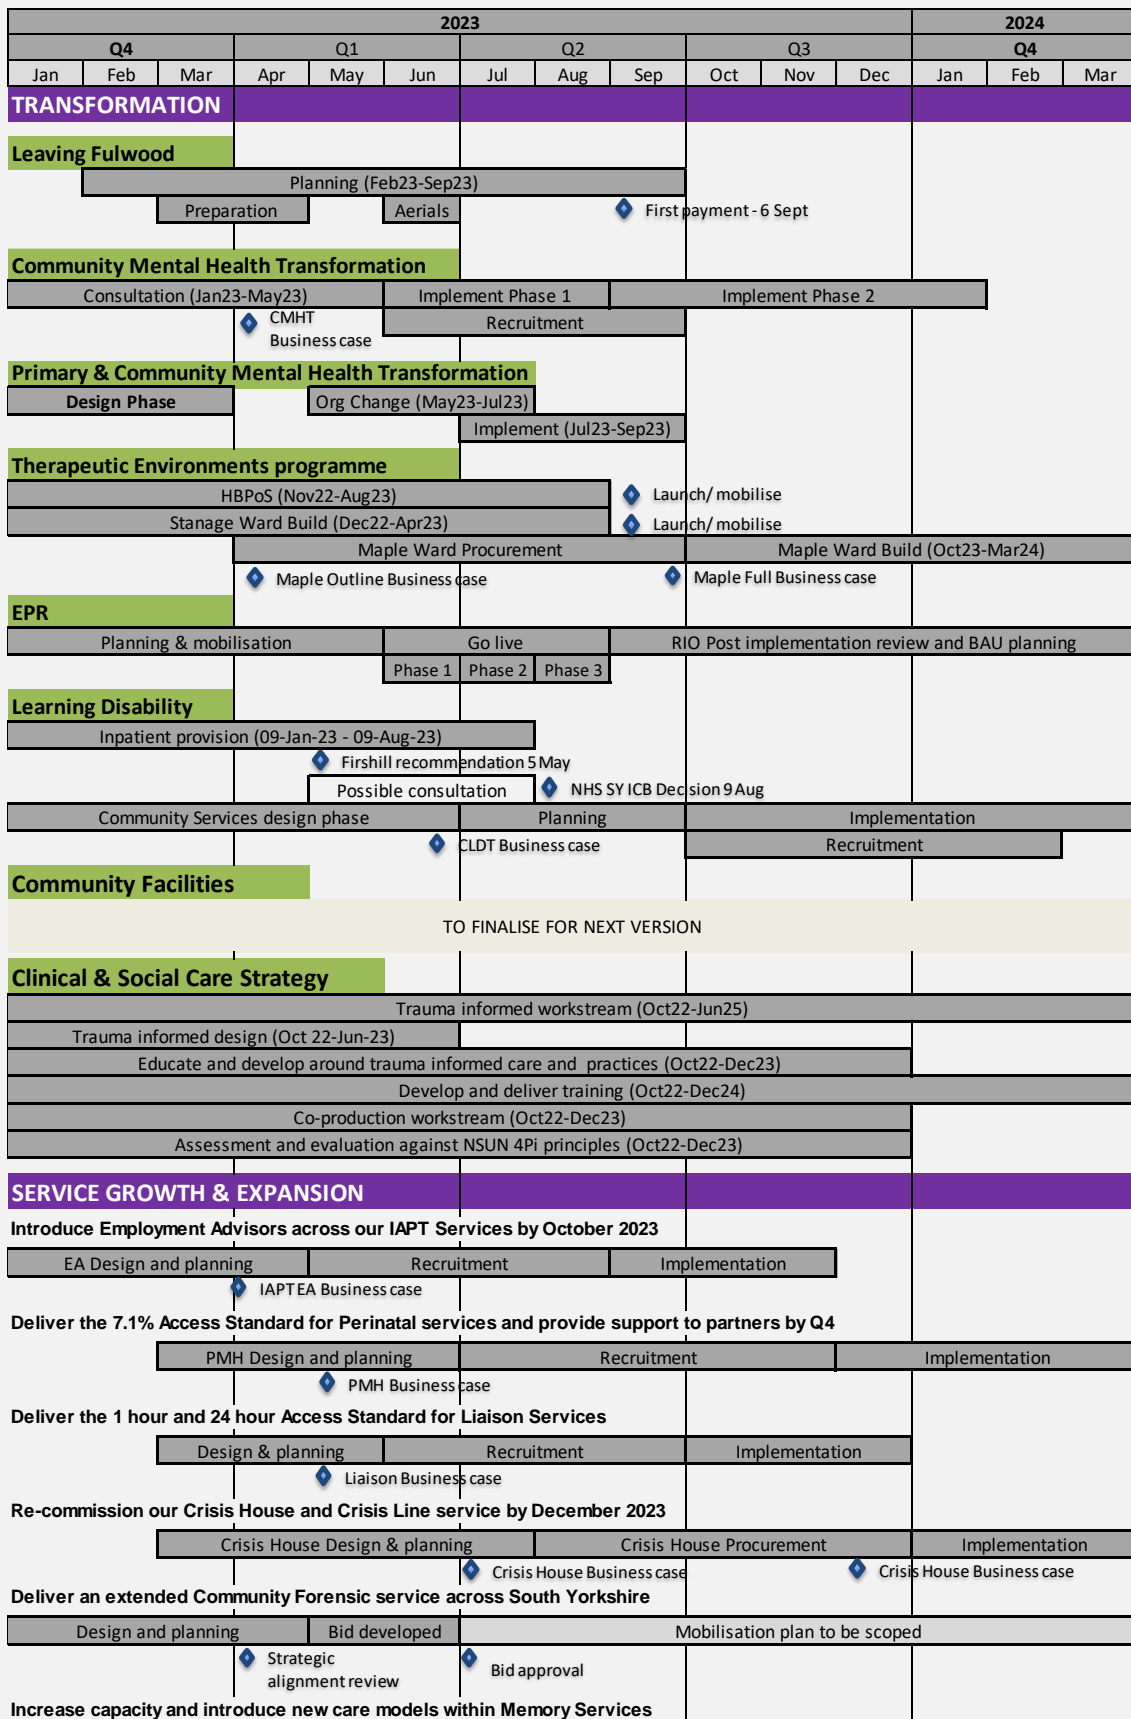 2023 2024
Q4 Q1 Q2 Q3 Q4
Jan Feb Mar Apr May Jun Jul Aug Sep Oct Nov Dec Jan Feb Mar
TRANSFORMATION
Leaving Fulwood
Planning (Feb23-Sep23)
Preparation Aerials First payment - 6 Sept
Community Mental Health Transformation
Consultation (Jan23-May23) Implement Phase 1 Implement Phase 2
CMHT
Business case
Recruitment
Primary & Community Mental Health Transformation
Design Phase Org Change (May23-Jul23)
Implement (Jul23-Sep23)
Therapeutic Environments programme
HBPoS (Nov22-Aug23) Launch/ mobilise
Stanage Ward Build (Dec22-Apr23) Launch/ mobilise
Maple Ward Procurement Maple Ward Build (Oct23-Mar24)
Maple Outline Business case Maple Full Business case
EPR
Planning & mobilisation Go live RIO Post implementation review and BAU planning
Phase 1 Phase 2 Phase 3
Learning Disability
Inpatient provision (09-Jan-23 - 09-Aug-23)
Firshill recommendation 5 May
Possible consultation NHS SY ICB Decision 9 Aug
Community Services design phase Planning Implementation
CLDT Business case Recruitment
Community Facilities
TO FINALISE FOR NEXT VERSION
Clinical & Social Care Strategy
Trauma informed workstream (Oct22-Jun25)
Trauma informed design (Oct 22-Jun-23)
Educate and develop around trauma informed care and practices (Oct22-Dec23)
Develop and deliver training (Oct22-Dec24)
Co-production workstream (Oct22-Dec23)
Assessment and evaluation against NSUN 4Pi principles (Oct22-Dec23)
SERVICE GROWTH & EXPANSION
Introduce Employment Advisors across our IAPT Services by October 2023
EA Design and planning Recruitment Implementation
IAPT EA Business case
Deliver the 7.1% Access Standard for Perinatal services and provide support to partners by Q4
PMH Design and planning Recruitment Implementation
PMH Business case
Deliver the 1 hour and 24 hour Access Standard for Liaison Services
Design & planning Recruitment Implementation
Liaison Business case
Re-commission our Crisis House and Crisis Line service by December 2023
Crisis House Design & planning Crisis House Procurement Implementation
Crisis House Business case Crisis House Business case
Deliver an extended Community Forensic service across South Yorkshire
Design and planning Bid developed Mobilisation plan to be scoped
Strategic
alignment review
Bid approval
Increase capacity and introduce new care models within Memory Services